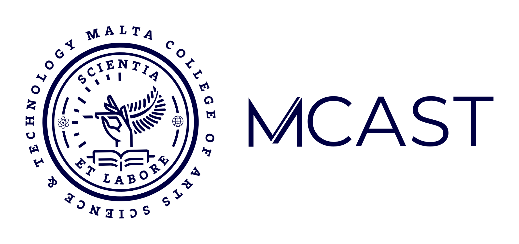 MALTA COLLEGE OF ARTS SCIENCE & TECHNOLOGY
SCIENTIA
ET LABORE
MCAST